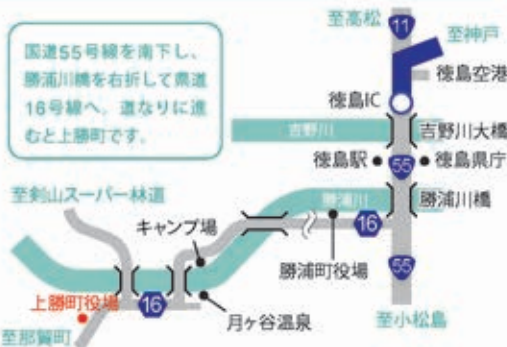 国道55号線を南下し、
勝浦川橋を右折して県道
16号線へ。道なりに進
むと上勝町です。
至高松
11
至神戸
徳島空港
徳島IC
吉野川
吉野川大橋
徳島駅
55
徳島県庁
至剣山スーパー林道
勝浦川
勝浦川橋
キャンプ場
16
勝浦町役場
55
上勝町役場
16
月ヶ谷温泉
至小松島
至那賀町